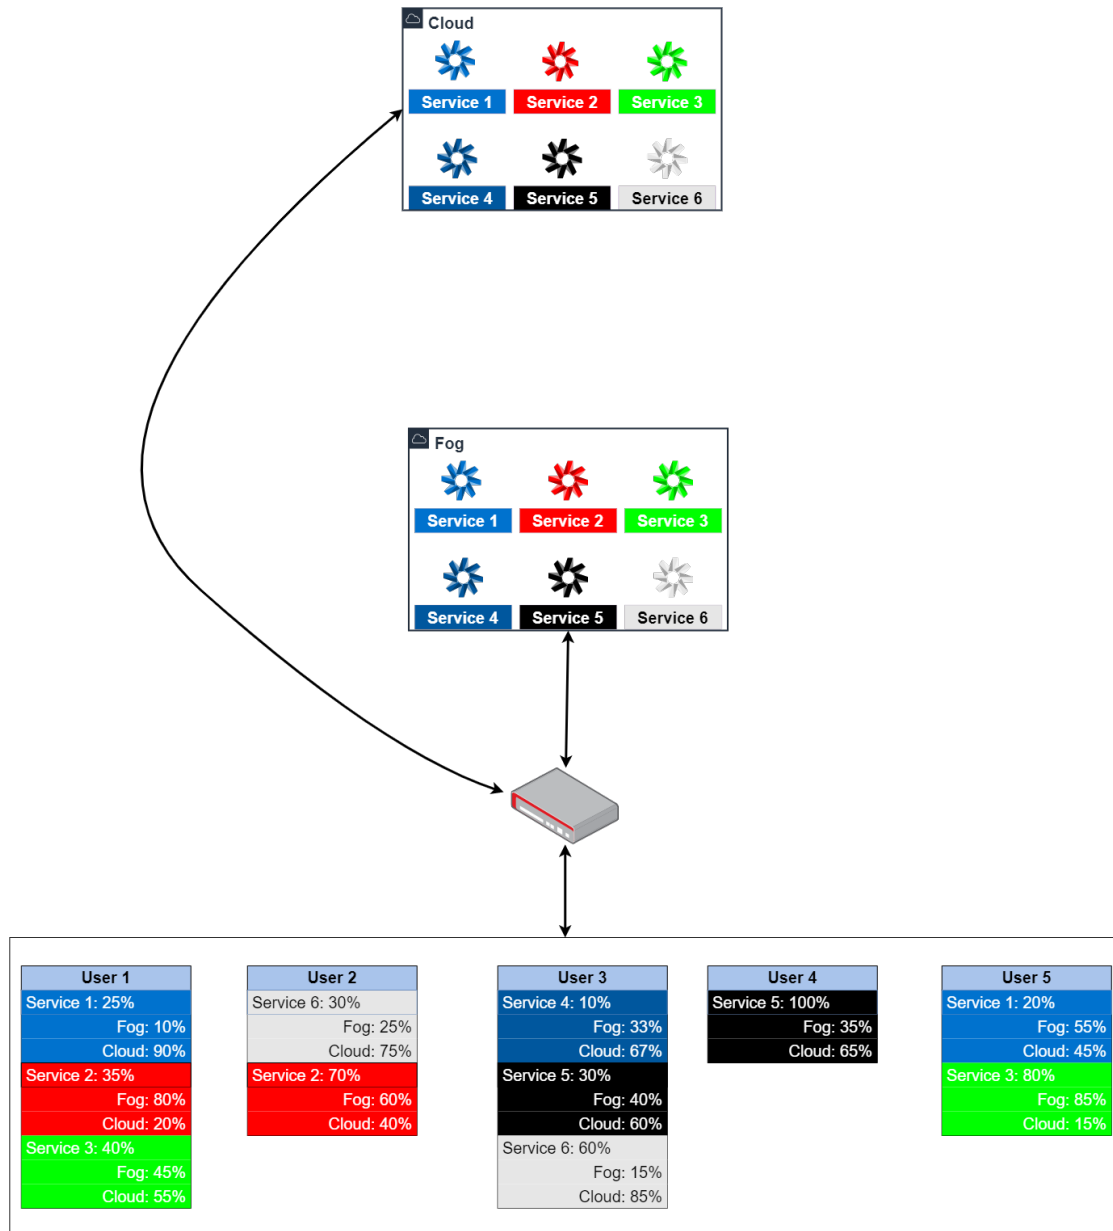 Cloud
Service 1
Service 2
Service 3
Service 4
Service 5
Service 6
Fog
Service 1
Service 2
Service 3
Service 4
Service 5
Service 6
User 1
Service 1: 25%
Fog: 10%
Cloud: 90%
Service 2: 35%
Fog: 80%
Cloud: 20%
Service 3: 40%
Fog: 45%
Cloud: 55%
User 2
Service 6: 30%
Fog: 25%
Cloud: 75%
Service 2: 70%
Fog: 60%
Cloud: 40%
User 3
Service 4: 10%
Fog: 33%
Cloud: 67%
Service 5: 30%
Fog: 40%
Cloud: 60%
Service 6: 60%
Fog: 15%
Cloud: 85%
User 4
Service 5: 100%
Fog: 35%
Cloud: 65%
User 5
Service 1: 20%
Fog: 55%
Cloud: 45%
Service 3: 80%
Fog: 85%
Cloud: 15%